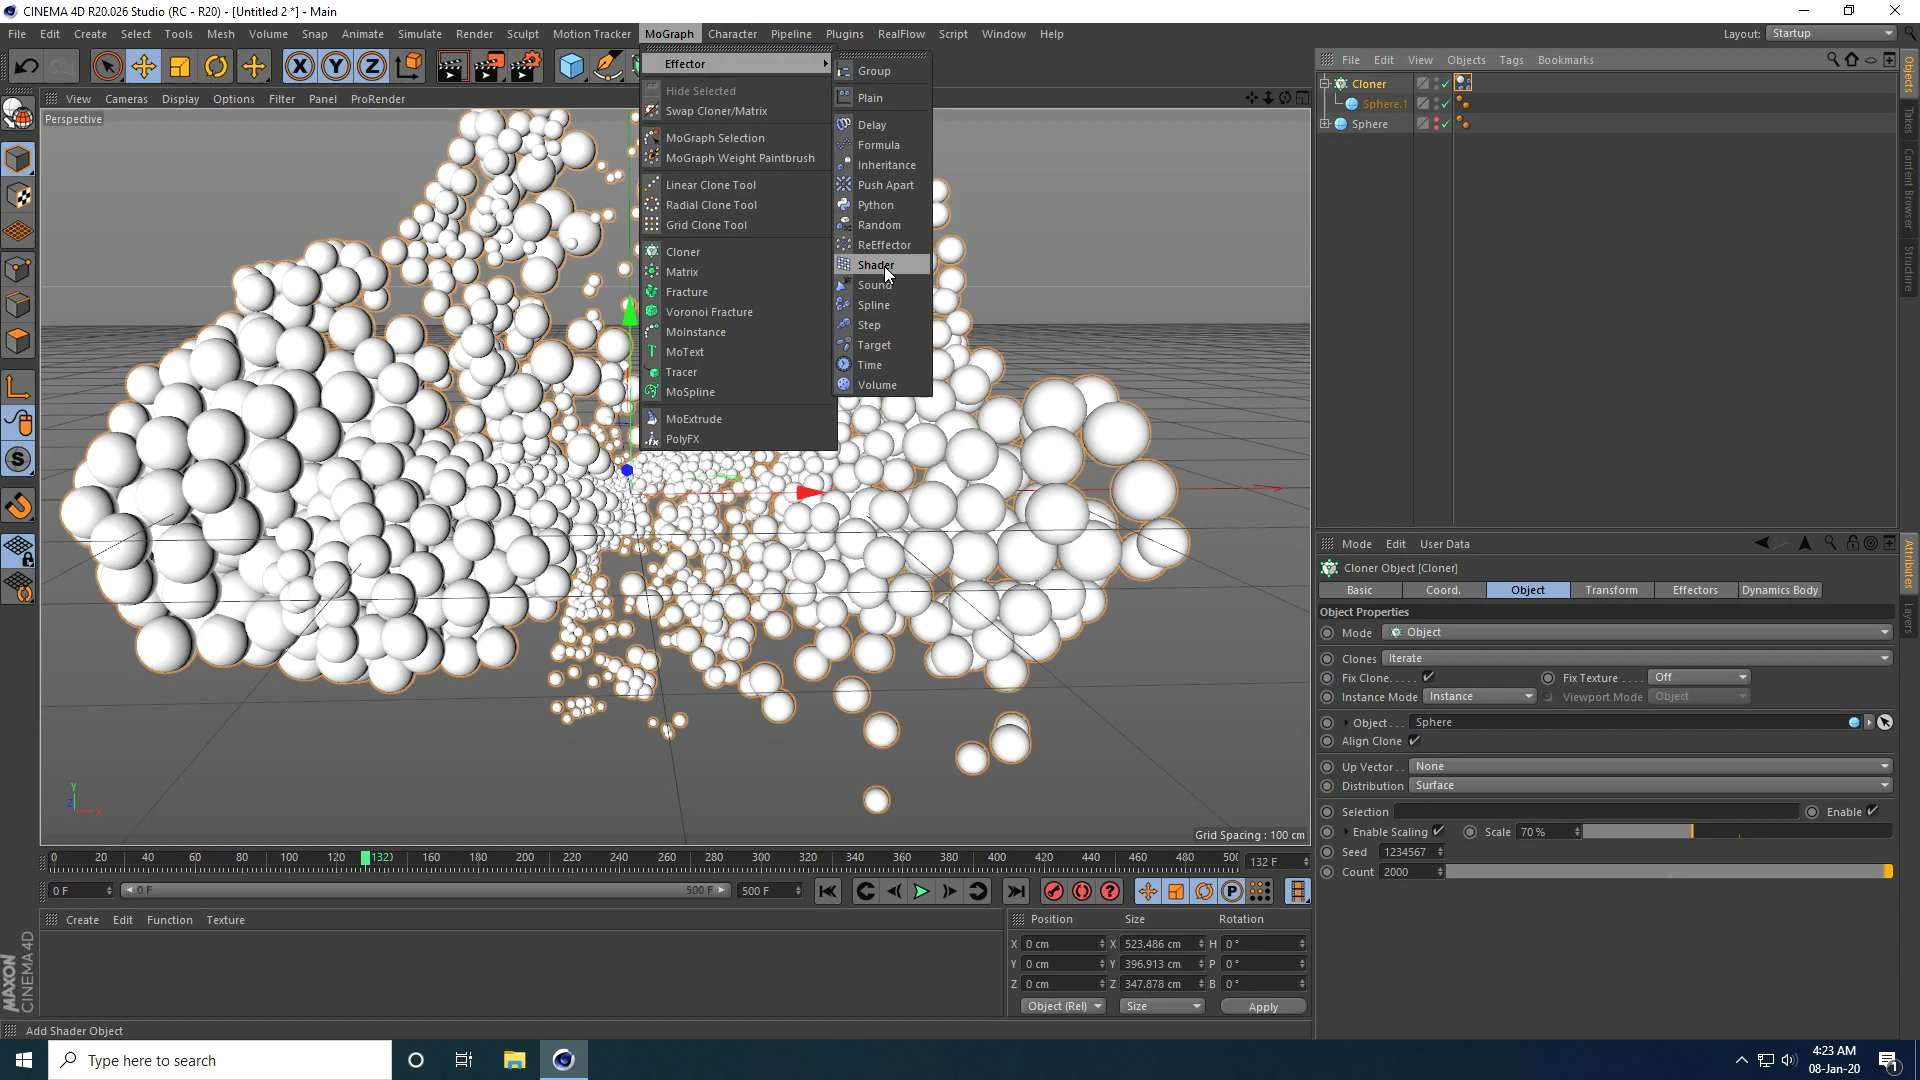 CINEMA 4D R20.026 Studio (RC - R20) - [Untitled 2 *] - Main
File Edit Create Select Tools Mesh Volume Snap Animate Simulate Render Sculpt Motion Tracker MoGraph Character Pipeline Plugins RealFlow Script Window Help
Layout: Startup
View Cameras Display Options Filter Panel ProRender
Perspective
Effector
Hide Selected
Swap Cloner/Matrix
MoGraph Selection
MoGraph Weight Paintbrush
Linear Clone Tool
Radial Clone Tool
Grid Clone Tool
Cloner
Matrix
Fracture
Voronoi Fracture
MoInstance
MoText
Tracer
MoSpline
MoExtrude
PolyFX
Group
Plain
Delay
Formula
Inheritance
Push Apart
Python
Random
ReEffector
Shader
Sound
Spline
Step
Target
Time
Volume
File Edit View Objects Tags Bookmarks
Cloner
Sphere.1
Sphere
Objects
Takes
Content Browser
Structure
Mode Edit User Data
Cloner Object [Cloner]
Basic Coord. Object Transform Effectors Dynamics Body
Object Properties
Mode Object
Clones Iterate
Fix Clone..... Fix Texture .... Off
Instance Mode Instance Viewport Mode Object
Object... Sphere
Align Clone
Up Vector.. None
Distribution Surface
Selection Enable
Enable Scaling Scale 70 %
Seed 1234567
Count 2000
Attributes
Layers
Y
Z X
Grid Spacing : 100 cm
0 20 40 60 80 100 120 132 160 180 200 220 240 260 280 300 320 340 360 380 400 420 440 460 480 500 132 F
0 F 0 F 500 F 500 F
Create Edit Function Texture
Position Size Rotation
X 0 cm X 523.486 cm H 0 °
Y 0 cm Y 396.913 cm P 0 °
Z 0 cm Z 347.878 cm B 0 °
Object (Rel) Size Apply
MAXON
CINEMA 4D
Add Shader Object
Type here to search
4:23 AM
08-Jan-20
1